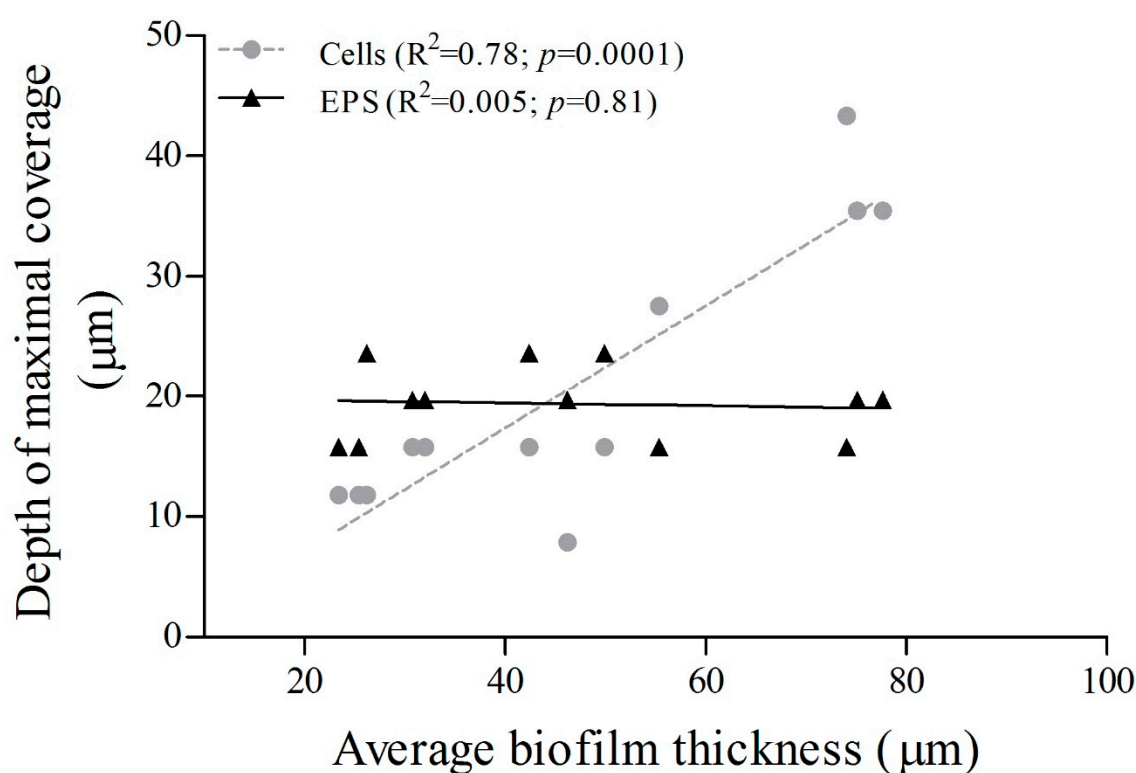 Depth of maximal coverage
(μm)
50
40
30
20
10
0
Cells (R²=0.78; p=0.0001)
EPS (R²=0.005; p=0.81)
20 40 60 80 100
Average biofilm thickness (μm)